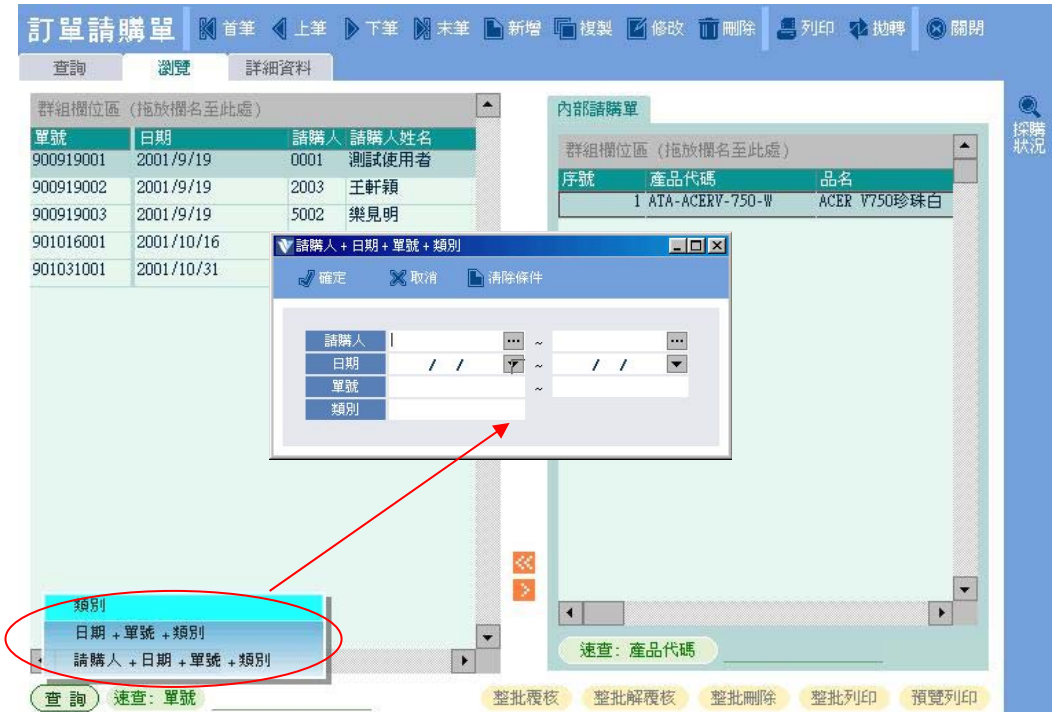 訂單請購單 首筆 上筆 下筆 末筆 新增 複製 修改 刪除 列印 拋轉 關閉
查詢 瀏覽 詳細資料
群組欄位區 (拖放欄名至此處)
單號 日期 請購人 請購人姓名
900919001 2001/9/19 0001 測試使用者
900919002 2001/9/19 2003 王軒穎
900919003 2001/9/19 5002 樂見明
901016001 2001/10/16
901031001 2001/10/31
內部請購單
群組欄位區 (拖放欄名至此處)
序號 產品代碼 品名
1 ATA-ACERV-750-W ACER V750珍珠白
採購
狀況
請購人+日期+單號+類別
確定 取消 清除條件
請購人 ~
日期 / / ~ / /
單號 ~
類別
類別
日期 +單號 +類別
請購人 +日期 +單號 +類別
速查: 產品代碼
查詢 速查: 單號 整批覆核 整批解覆核 整批刪除 整批列印 預覽列印